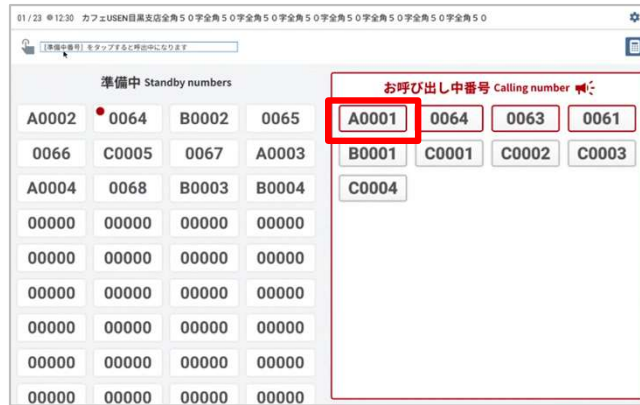 01 / 23 12:30 カフェUSEN目黒支店全角５０字全角５０字全角５０字全角５０字全角５０字全角５０字全角５０
[準備中番号] をタップすると呼出中になります
準備中 Standby numbers
A0002 0064 B0002 0065
0066 C0005 0067 A0003
A0004 0068 B0003 B0004
00000 00000 00000 00000
00000 00000 00000 00000
00000 00000 00000 00000
00000 00000 00000 00000
00000 00000 00000 00000
00000 00000 00000 00000
お呼び出し中番号 Calling number
A0001 0064 0063 0061
B0001 C0001 C0002 C0003
C0004